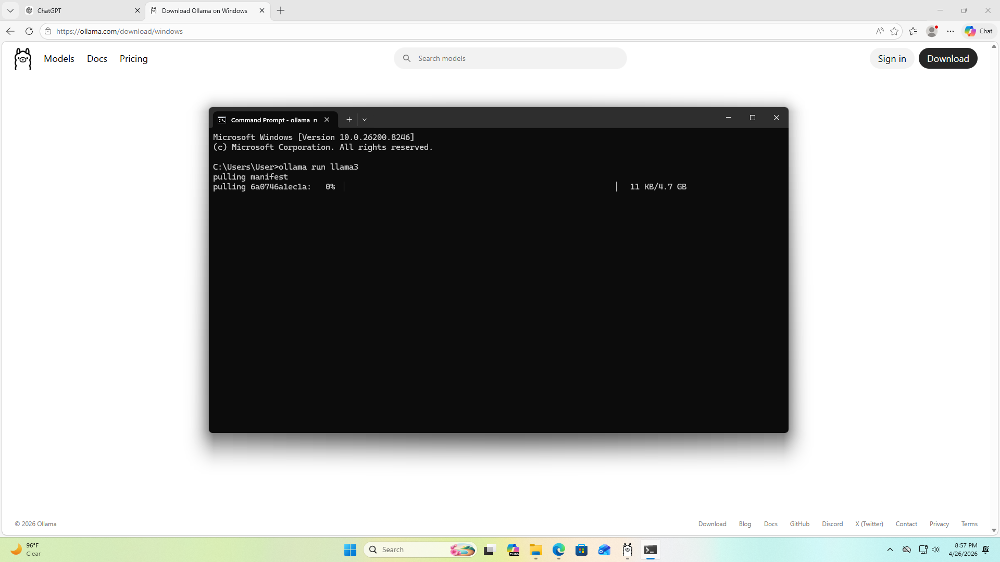 ChatGPT
Download Ollama on Windows
https://ollama.com/download/windows
Chat
Models
Docs
Pricing
Search models
Sign in
Download
Command Prompt - ollama r
Microsoft Windows [Version 10.0.26200.8246]
(c) Microsoft Corporation. All rights reserved.
C:\Users\User>ollama run llama3
pulling manifest
pulling 6a0746a1ec1a: 0% 11 KB/4.7 GB
© 2026 Ollama
Download
Blog
Docs
GitHub
Discord
X (Twitter)
Contact
Privacy
Terms
96°F
Clear
Search
M365
8:57 PM
4/26/2026